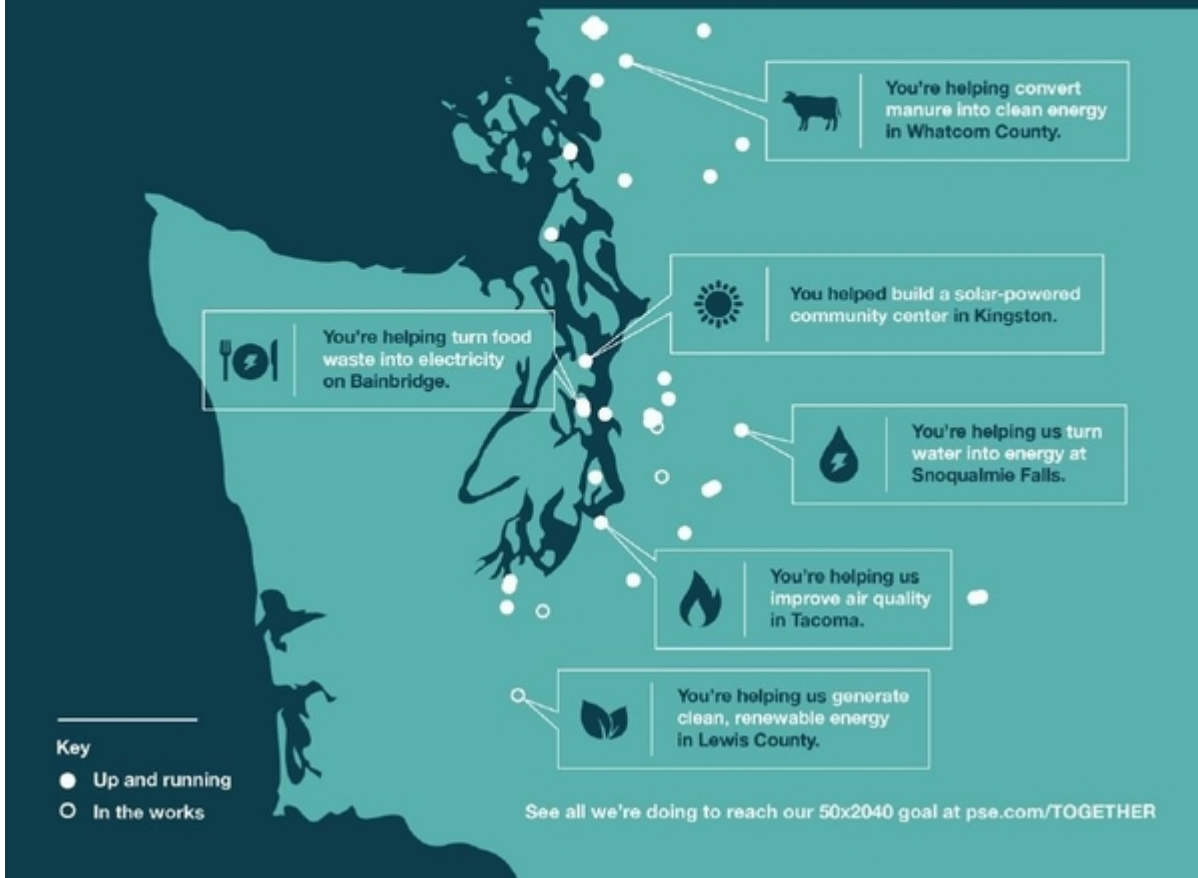 You're helping convert
manure into clean energy
in Whatcom County.
You helped build a solar-powered
community center in Kingston.
You're helping turn food
waste into electricity
on Bainbridge.
You're helping us turn
water into energy at
Snoqualmie Falls.
You're helping us
improve air quality
in Tacoma.
You're helping us generate
clean, renewable energy
in Lewis County.
Key
Up and running
In the works
See all we're doing to reach our 50x2040 goal at pse.com/TOGETHER